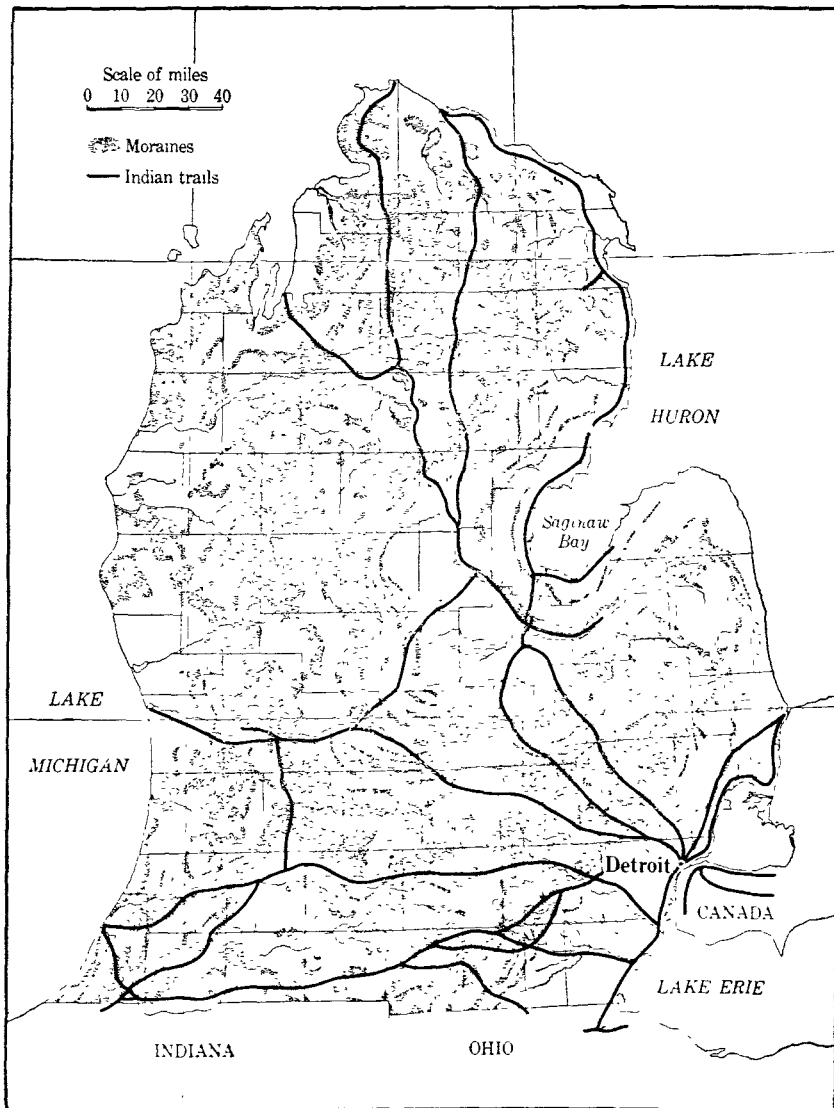 Scale of miles
0 10 20 30 40
Moraines
Indian trails
LAKE
HURON
Saginaw
Bay
LAKE
MICHIGAN
Detroit
CANADA
LAKE ERIE
INDIANA
OHIO